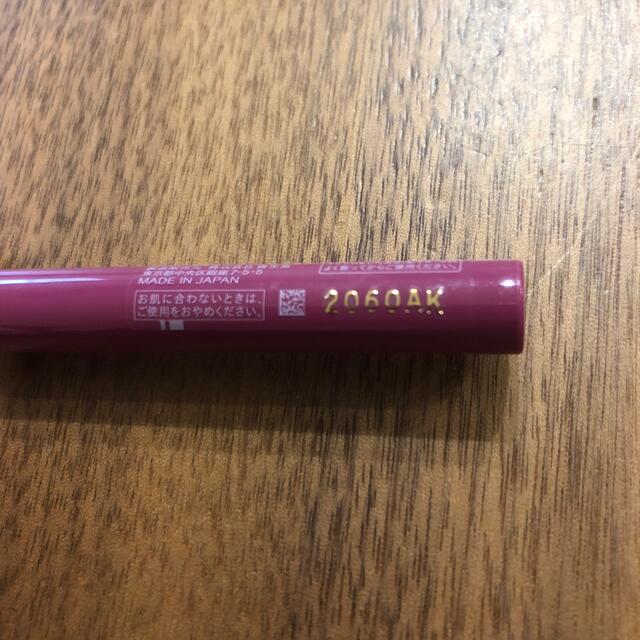 東京都中央区銀座7-5-5
MADE IN JAPAN
お肌に合わないときは、
ご使用をおやめください。
2060AK